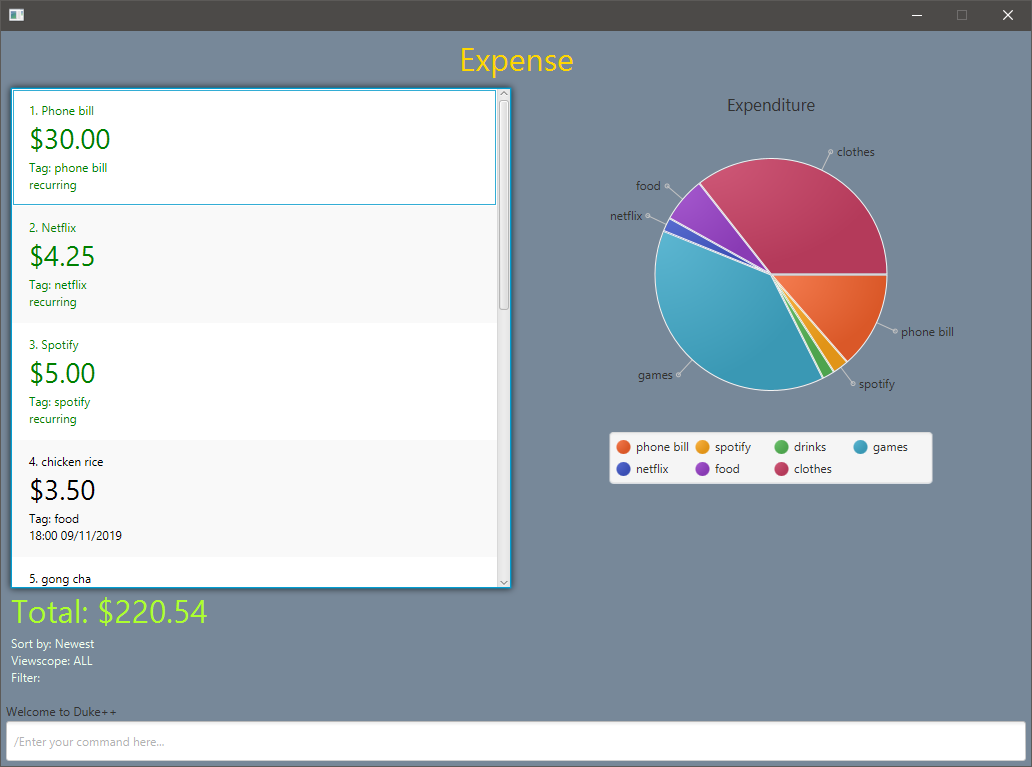 Expense
1. Phone bill
$30.00
Tag: phone bill
recurring
2. Netflix
$4.25
Tag: netflix
recurring
3. Spotify
$5.00
Tag: spotify
recurring
4. chicken rice
$3.50
Tag: food
18:00 09/11/2019
5. gong cha
Expenditure
clothes
food
netflix
phone bill
games
spotify
phone bill spotify drinks games
netflix food clothes
Total: $220.54
Sort by: Newest
Viewscope: ALL
Filter:
Welcome to Duke++
/Enter your command here...